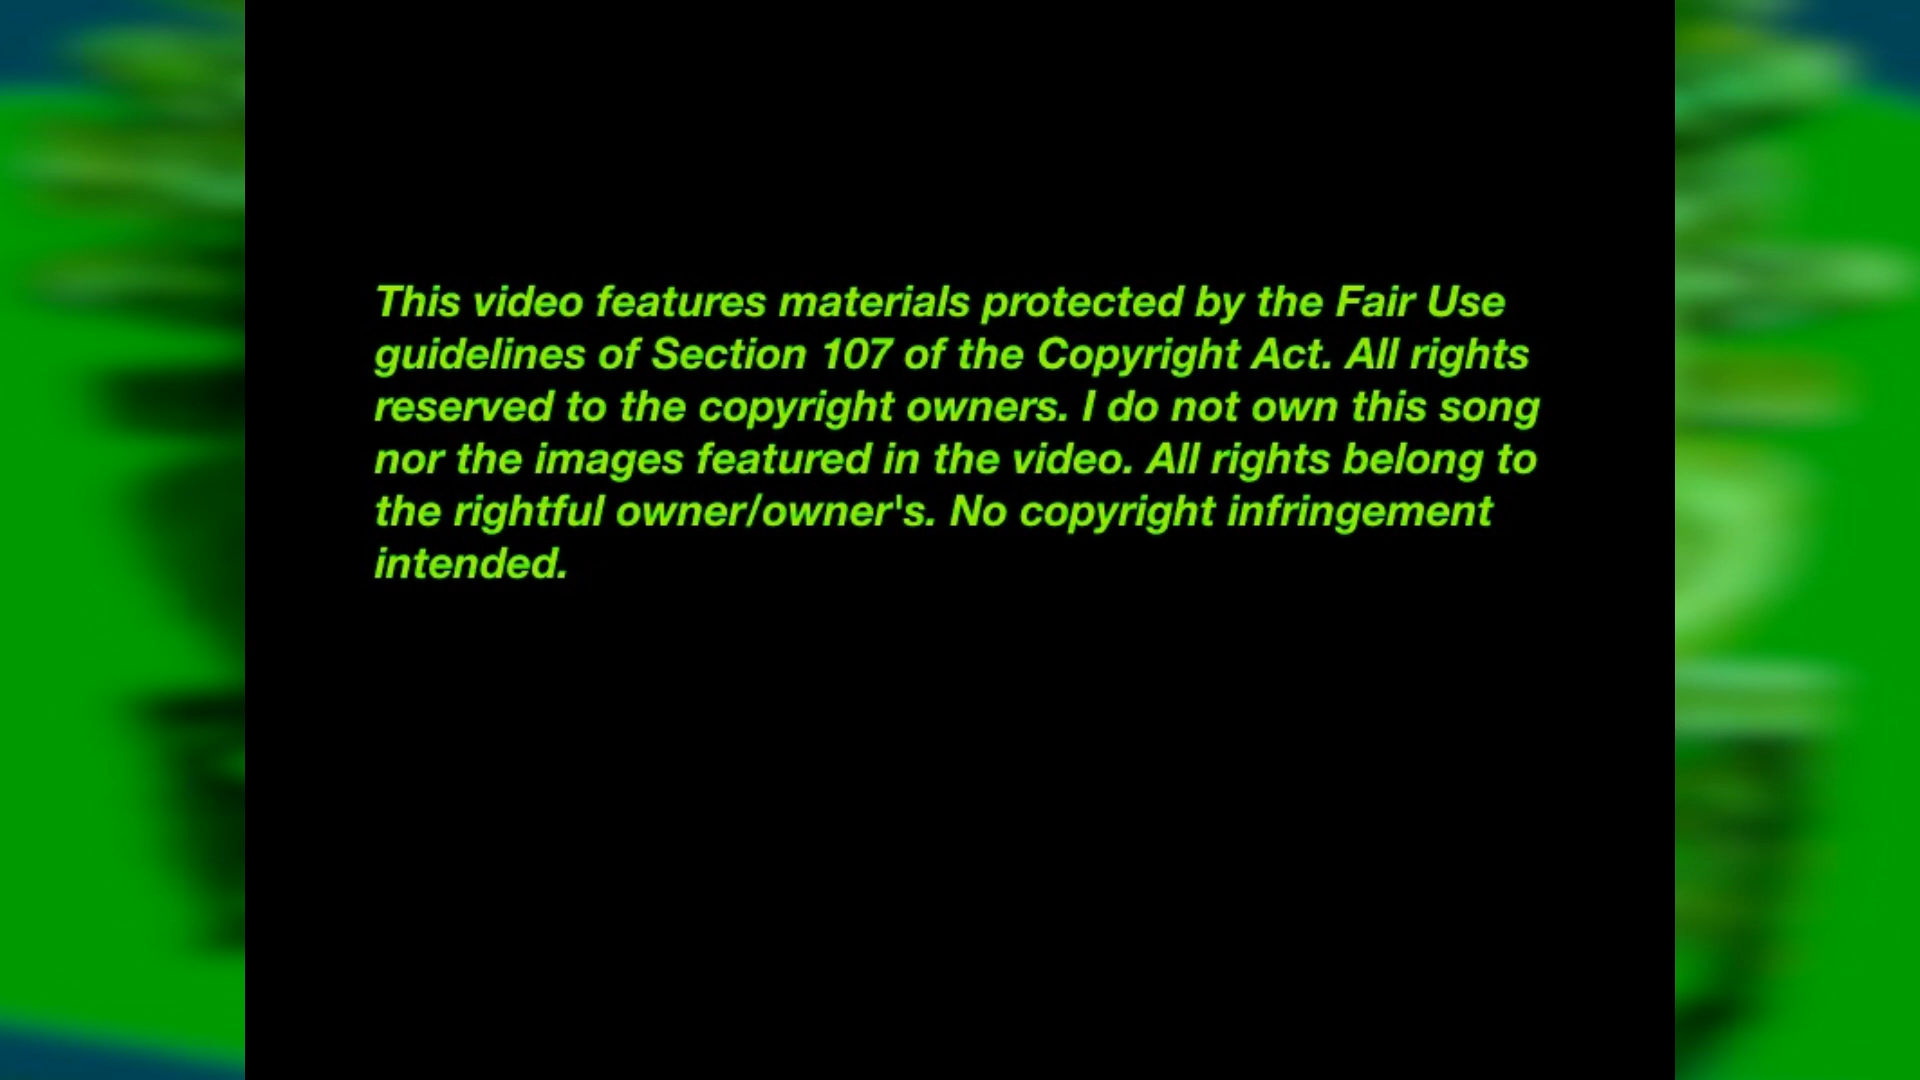 This video features materials protected by the Fair Use
guidelines of Section 107 of the Copyright Act. All rights
reserved to the copyright owners. I do not own this song
nor the images featured in the video. All rights belong to
the rightful owner/owner's. No copyright infringement
intended.